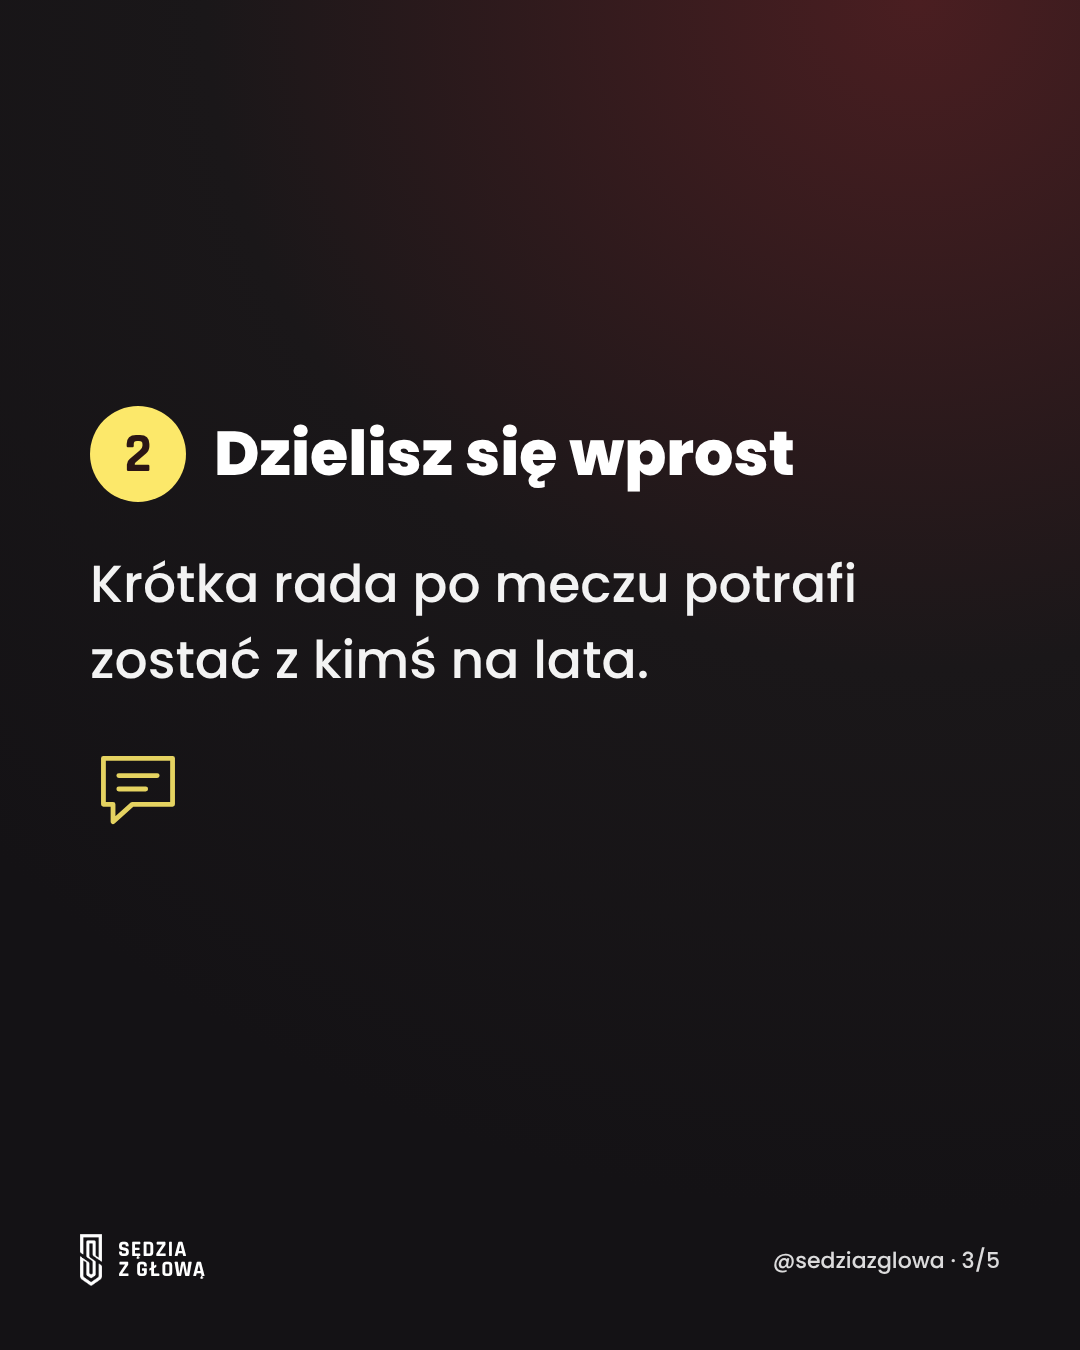 2 Dzielisz się wprost
Krótka rada po meczu potrafi
zostać z kimś na lata.
SĘDZIA
Z GŁOWĄ
@sedziazglowa · 3/5